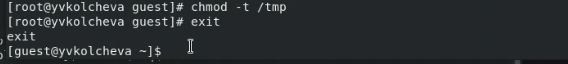 [root@yvkolcheva guest]# chmod -t /tmp
[root@yvkolcheva guest]# exit
exit
[guest@yvkolcheva ~]$